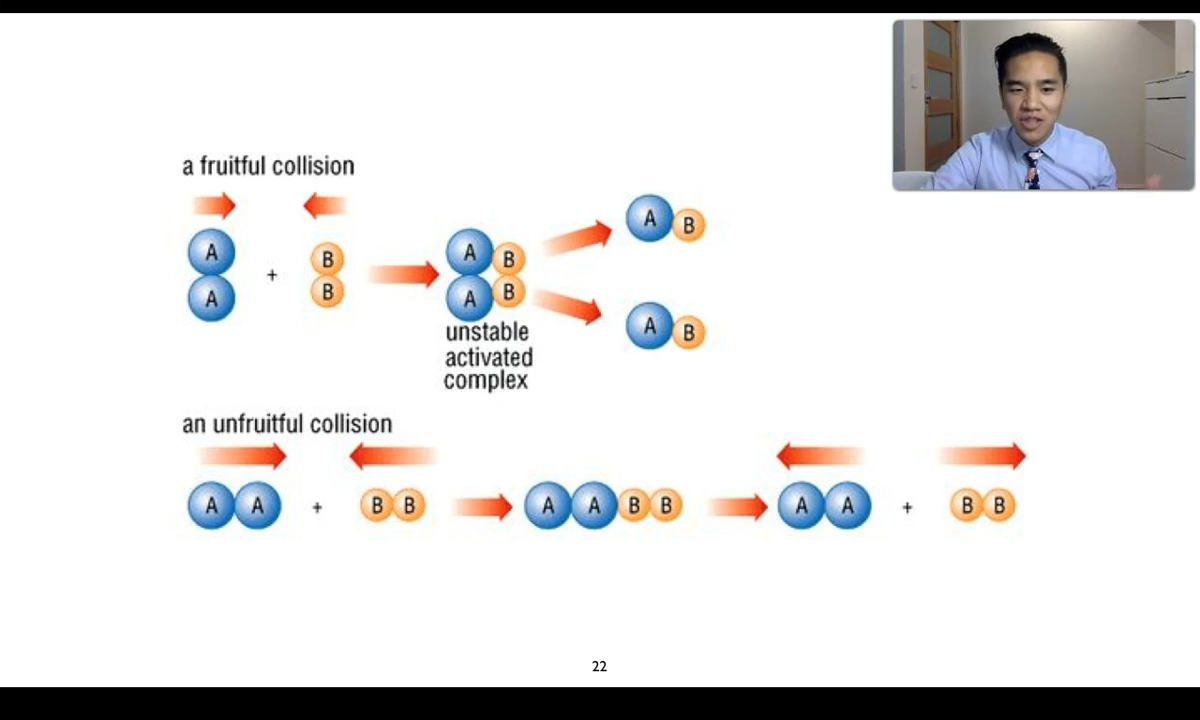 a fruitful collision
A
A
+
B
B
A
B
A
B
unstable
activated
complex
A
B
A
B
an unfruitful collision
A A + B B A A B B A A + B B
22